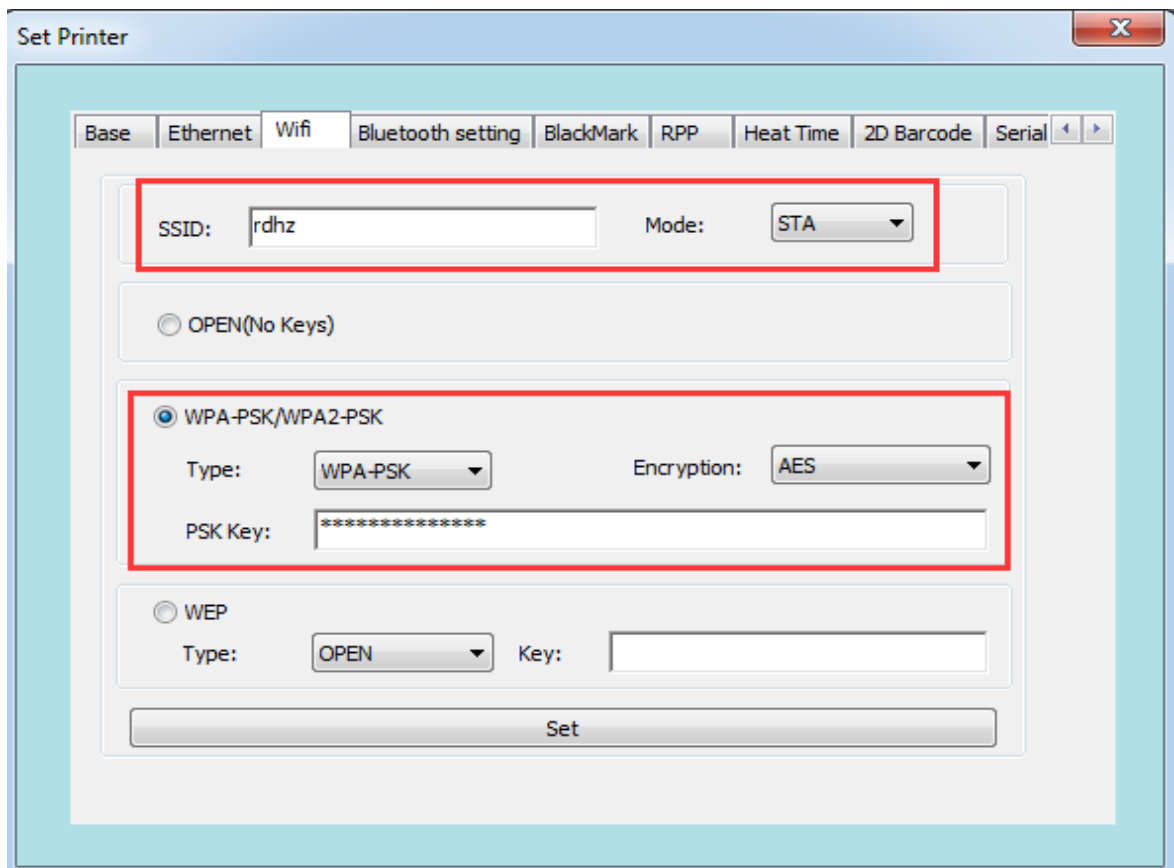 Set Printer
Base Ethernet Wifi Bluetooth setting BlackMark RPP Heat Time 2D Barcode Serial
SSID: rdhz Mode: STA
OPEN(No Keys)
WPA-PSK/WPA2-PSK
Type: WPA-PSK Encryption: AES
PSK Key: **************
WEP
Type: OPEN Key:
Set